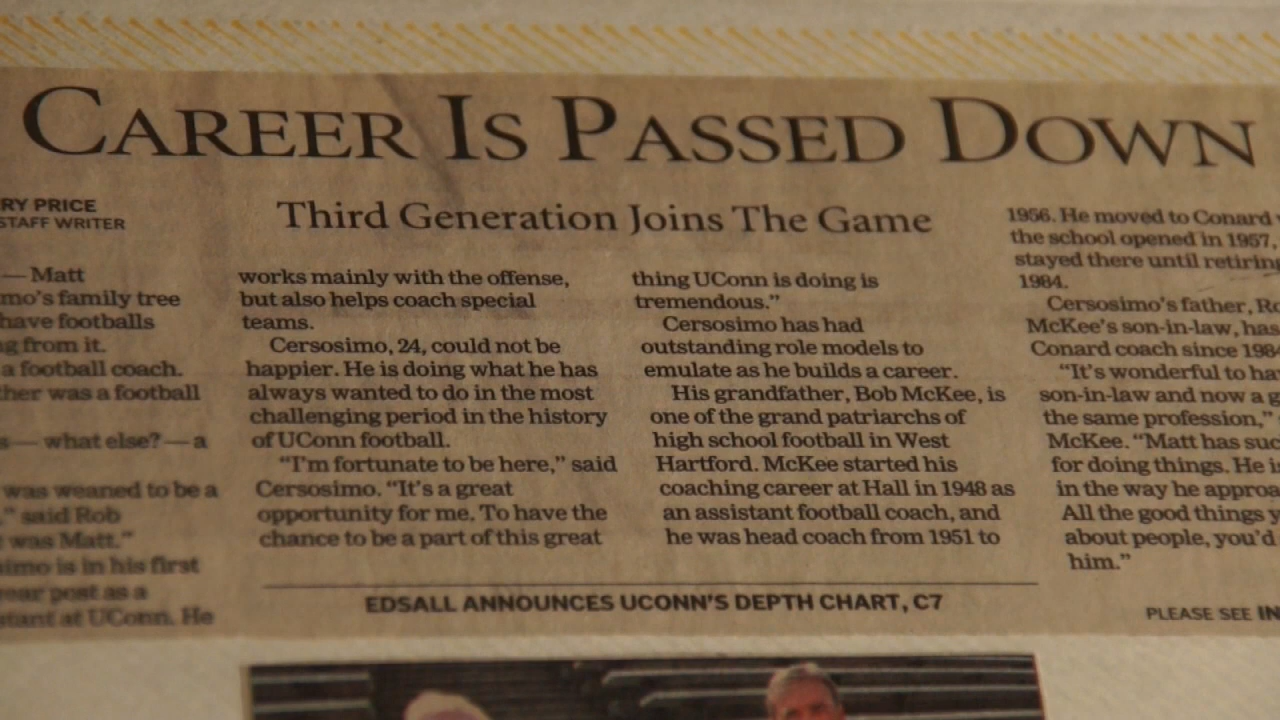 CAREER IS PASSED DOWN
Third Generation Joins The Game
RY PRICE
STAFF WRITER
— Matt
mo's family tree
have footballs
g from it.
a football coach.
ther was a football
s — what else? — a
was weaned to be a
," said Rob
was Matt."
simo is in his first
year post as a
stant at UConn. He
works mainly with the offense,
but also helps coach special
teams.
Cersosimo, 24, could not be
happier. He is doing what he has
always wanted to do in the most
challenging period in the history
of UConn football.
"I'm fortunate to be here," said
Cersosimo. "It's a great
opportunity for me. To have the
chance to be a part of this great
thing UConn is doing is
tremendous."
Cersosimo has had
outstanding role models to
emulate as he builds a career.
His grandfather, Bob McKee, is
one of the grand patriarchs of
high school football in West
Hartford. McKee started his
coaching career at Hall in 1948 as
an assistant football coach, and
he was head coach from 1951 to
1956. He moved to Conard
the school opened in 1957,
stayed there until retiring
1984.
Cersosimo's father, Ro
McKee's son-in-law, has
Conard coach since 1984
"It's wonderful to ha
son-in-law and now a g
the same profession,"
McKee. "Matt has suc
for doing things. He is
in the way he approa
All the good things y
about people, you'd
him."
EDSALL ANNOUNCES UCONN'S DEPTH CHART, C7
PLEASE SEE IN